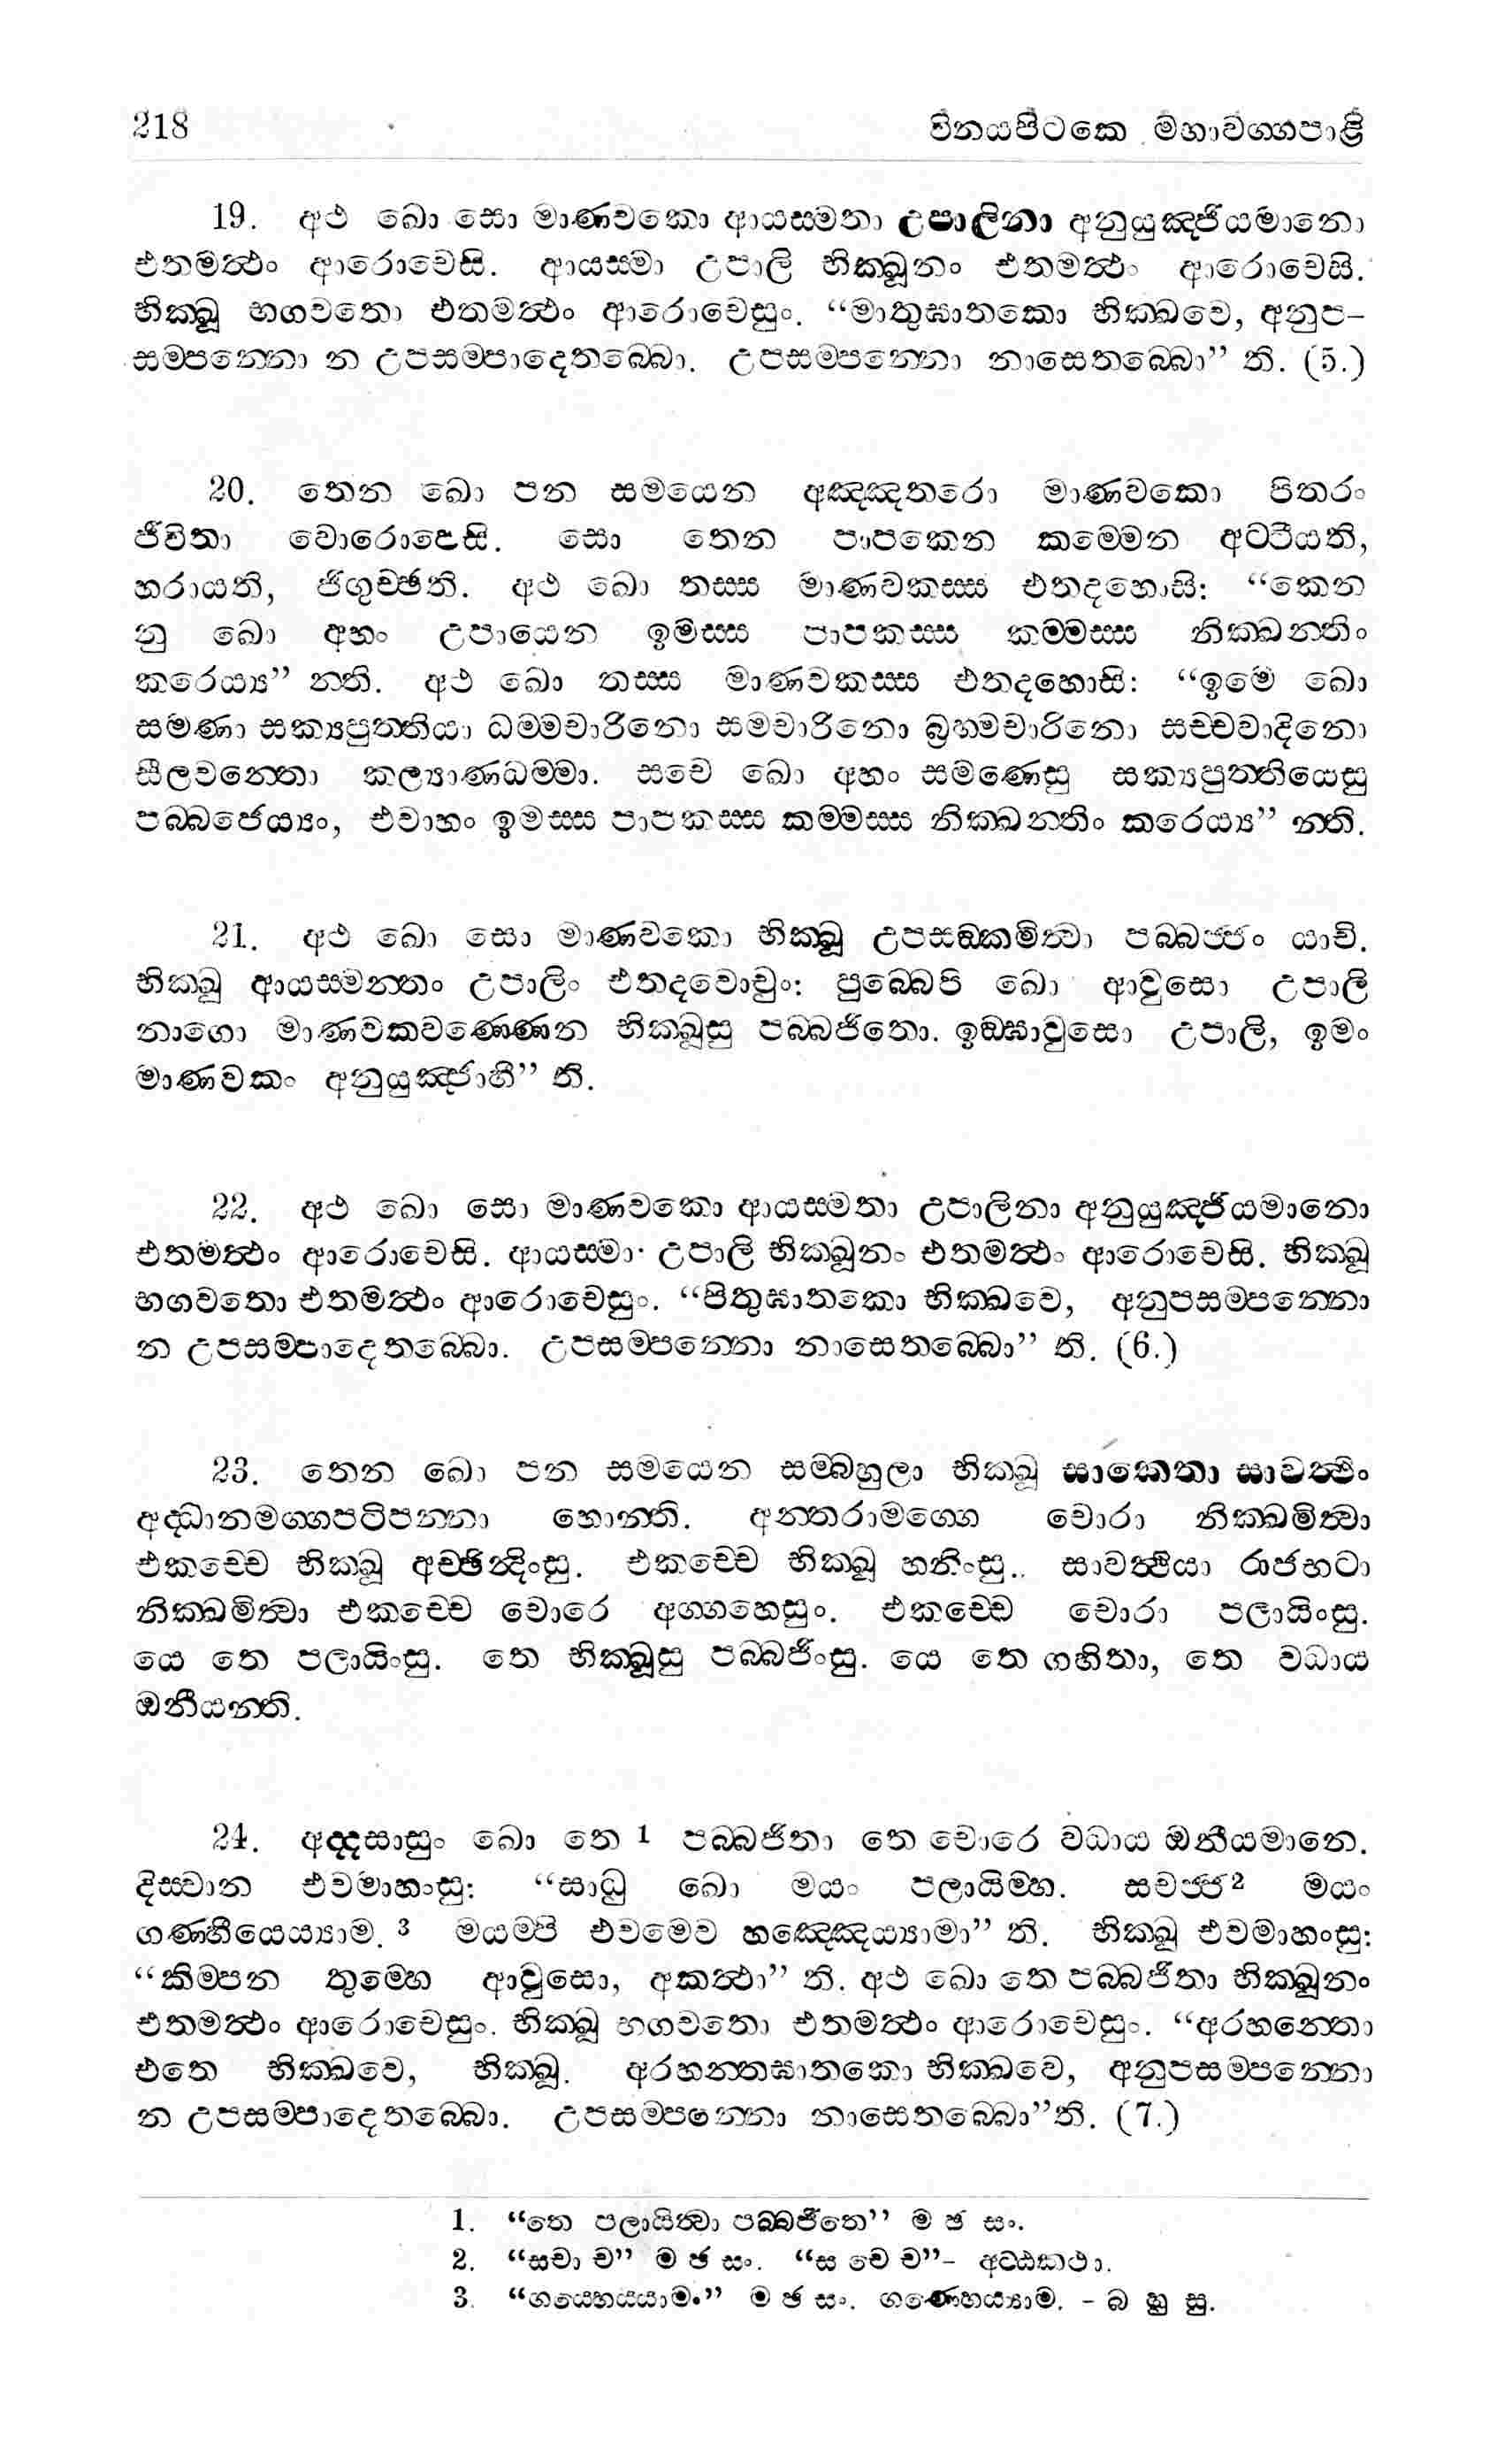 218 විනයපිටකෙ මහාවග්ගපාළි
19. අථ ඛො සො මාණවකො ආයස්මතා උපාලිනා අනුයුඤ්ජියමානො
එතමත්ථං ආරොචෙසි. ආයස්මා උපාලි භික්ඛූනං එතමත්ථං ආරොචෙසි.
භික්ඛූ භගවතො එතමත්ථං ආරොචෙසුං. “මාතුඝාතකො භික්ඛවෙ, අනුප-
සම්පන්නො න උපසම්පාදෙතබ්බො. උපසම්පන්නො නාසෙතබ්බො” ති. (5.)
20. තෙන ඛො පන සමයෙන අඤ්ඤතරො මාණවකො පිතරං
ජීවිතා වොරොපෙසි. සො තෙන පාපකෙන කම්මෙන අට්ටීයති,
හරායති, ජිගුච්ඡති. අථ ඛො තස්ස මාණවකස්ස එතදහොසි: “කෙන
නු ඛො අහං උපායෙන ඉමස්ස පාපකස්ස කම්මස්ස නික්ඛන්තිං
කරෙය්‍ය” න්ති. අථ ඛො තස්ස මාණවකස්ස එතදහොසි: “ඉමෙ ඛො
සමණා සක්‍යපුත්තියා ධම්මචාරිනො සමචාරිනො බ්‍රහ්මචාරිනො සච්චවාදිනො
සීලවන්තො කල්‍යාණධම්මා. සචෙ ඛො අහං සමණෙසු සක්‍යපුත්තියෙසු
පබ්බජෙය්‍යං, එවාහං ඉමස්ස පාපකස්ස කම්මස්ස නික්ඛන්තිං කරෙය්‍ය” න්ති.
21. අථ ඛො සො මාණවකො භික්ඛූ උපසඞ්කමිත්වා පබ්බජ්ජං යාචි.
භික්ඛූ ආයස්මන්තං උපාලිං එතදවොචුං: පුබ්බෙපි ඛො ආවුසො උපාලි
නාගො මාණවකවණ්ණෙන භික්ඛූසු පබ්බජිතො. ඉඞ්ඝාවුසො උපාලි, ඉමං
මාණවකං අනුයුඤ්ජාහී” ති.
22. අථ ඛො සො මාණවකො ආයස්මතා උපාලිනා අනුයුඤ්ජියමානො
එතමත්ථං ආරොචෙසි. ආයස්මා උපාලි භික්ඛූනං එතමත්ථං ආරොචෙසි. භික්ඛූ
භගවතො එතමත්ථං ආරොචෙසුං. “පිතුඝාතකො භික්ඛවෙ, අනුපසම්පන්නො
න උපසම්පාදෙතබ්බො. උපසම්පන්නො නාසෙතබ්බො” ති. (6.)
23. තෙන ඛො පන සමයෙන සම්බහුලා භික්ඛූ සාකෙතා සාවත්ථිං
අද්ධානමග්ගපටිපන්නා හොන්ති. අන්තරාමග්ගෙ චොරා නික්ඛමිත්වා
එකච්චෙ භික්ඛූ අච්ඡින්දිංසු. එකච්චෙ භික්ඛූ හනිංසු. සාවත්ථියා රාජභටා
නික්ඛමිත්වා එකච්චෙ චොරෙ අග්ගහෙසුං. එකච්චෙ චොරා පලායිංසු.
යෙ තෙ පලායිංසු. තෙ භික්ඛූසු පබ්බජිංසු. යෙ තෙ ගහිතා, තෙ වධාය
ඔනීයන්ති.
24. අද්දසාසුං ඛො තෙ 1 පබ්බජිතා තෙ චොරෙ වධාය ඔනීයමානෙ.
දිස්වාන එවමාහංසු: “සාධු ඛො මයං පලායිම්හ. සචජ්ජ2 මයං
ගණ්හීයෙය්‍යාම. 3 මයම්පි එවමෙව හඤ්ඤෙය්‍යාමා” ති. භික්ඛූ එවමාහංසු:
“කිම්පන තුම්හෙ ආවුසො, අකත්ථා” ති. අථ ඛො තෙ පබ්බජිතා භික්ඛූනං
එතමත්ථං ආරොචෙසුං. භික්ඛූ භගවතො එතමත්ථං ආරොචෙසුං. “අරහන්තො
එතෙ භික්ඛවෙ, භික්ඛූ. අරහන්තඝාතකො භික්ඛවෙ, අනුපසම්පන්නො
න උපසම්පාදෙතබ්බො. උපසම්පන්නො නාසෙතබ්බො”ති. (7.)
1. “තෙ පලායිත්වා පබ්බජිතෙ” ම ඡ සං.
2. “සචා ච” ම ඡ සං. “ස චෙ ච”- අට්ඨකථා.
3. “ගය්හෙය්‍යාම.” ම ඡ සං. ගණ්හෙය්‍යාම. - බ හු සු.